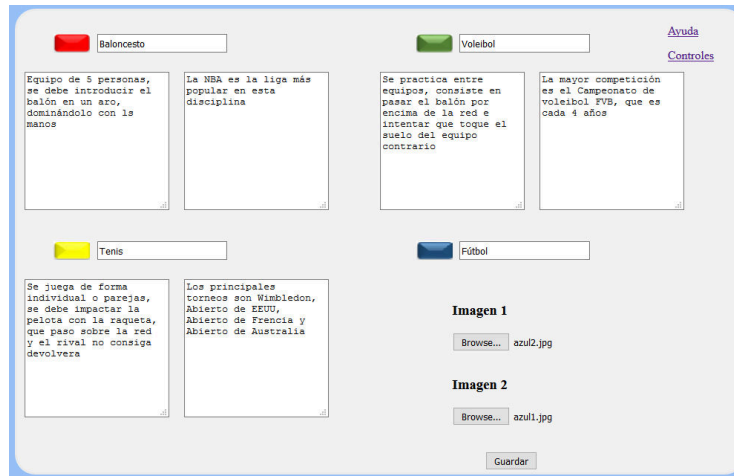 Ayuda
Controles
Baloncesto
Voleibol
Equipo de 5 personas,
se debe introducir el
balón en un aro,
dominándolo con ls
manos
La NBA es la liga más
popular en esta
disciplina
Se practica entre
equipos, consiste en
pasar el balón por
encima de la red e
intentar que toque el
suelo del equipo
contrario
La mayor competición
es el Campeonato de
voleibol FVB, que es
cada 4 años
Tenis
Fútbol
Se juega de forma
individual o parejas,
se debe impactar la
pelota con la raqueta,
que paso sobre la red
y el rival no consiga
devolvera
Los principales
torneos son Wimbledon,
Abierto de EEUU,
Abierto de Frencia y
Abierto de Australia
Imagen 1
Browse... azul2.jpg
Imagen 2
Browse... azul1.jpg
Guardar